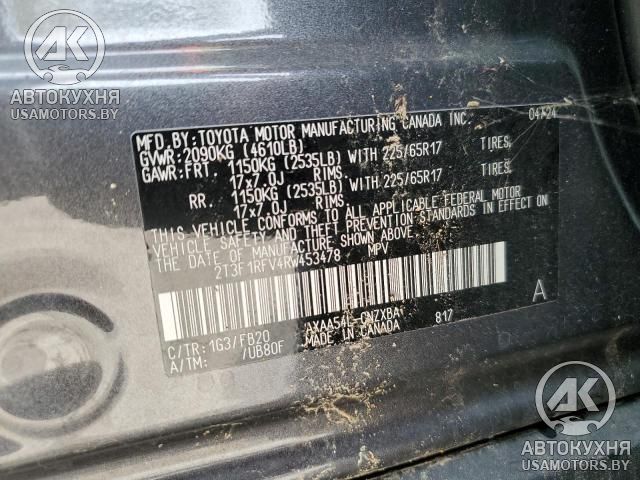 AK
АВТОКУХНЯ
USAMOTORS.BY
MFD.BY:TOYOTA MOTOR MANUFACTURING CANADA INC. 04/24
GVWR:2090KG (4610LB)
GAWR:FRT. 1150KG (2535LB) WITH 225/65R17 TIRES,
17x7.0J RIMS,
RR. 1150KG (2535LB) WITH 225/65R17 TIRES,
17x7.0J RIMS,
THIS VEHICLE CONFORMS TO ALL APPLICABLE FEDERAL MOTOR
VEHICLE SAFETY AND THEFT PREVENTION STANDARDS IN EFFECT ON
THE DATE OF MANUFACTURE SHOWN ABOVE.
2T3F1RFV4RW453478 MPV
C/TR:1G3/FB20 AXAA54L-CNZXBA 817 A
A/TM: /UB80F MADE IN CANADA
AK
АВТОКУХНЯ
USAMOTORS.BY